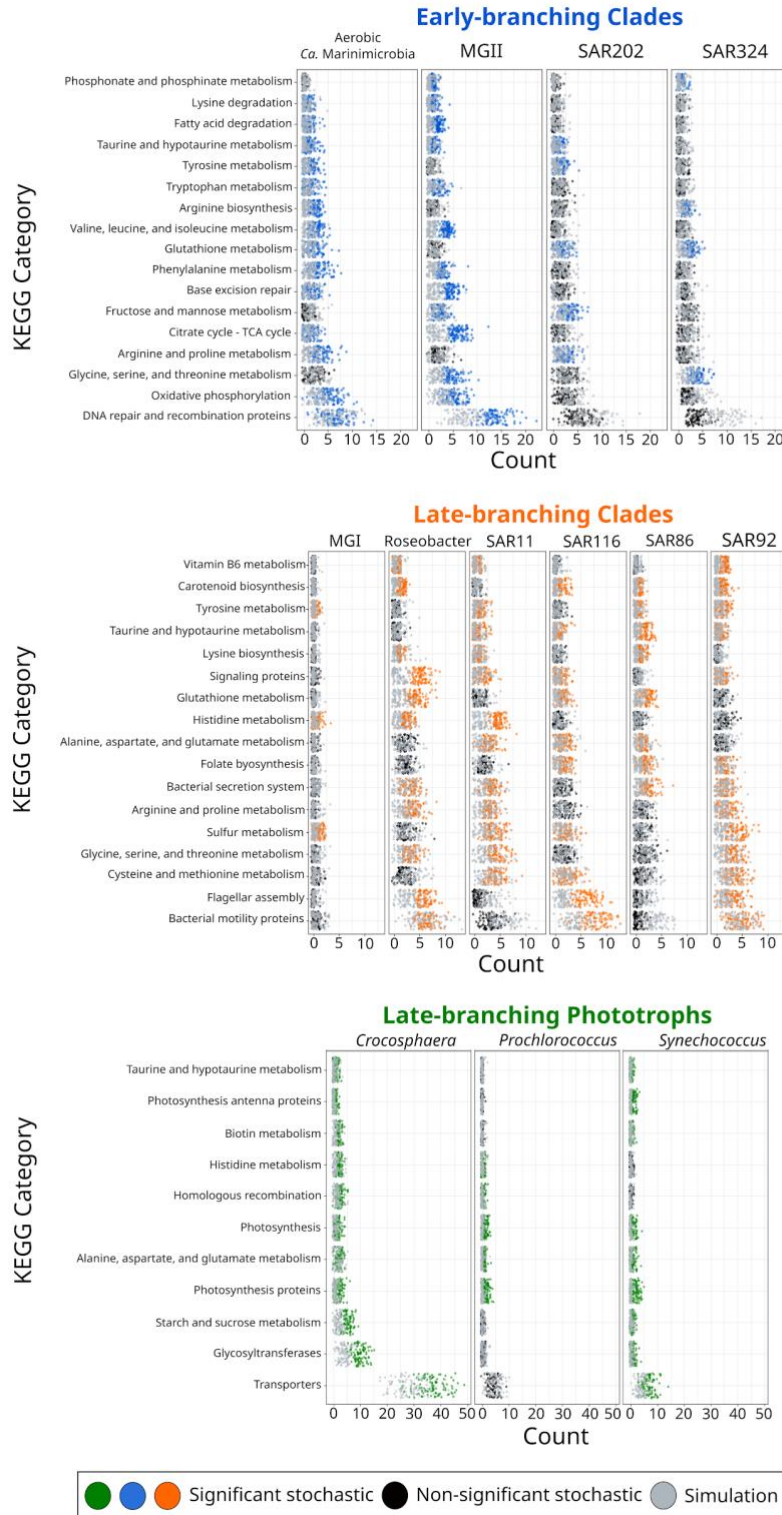 Early-branching Clades
Aerobic
Ca. Marinimicrobia
MGII
SAR202
SAR324
KEGG Category
Phosphonate and phosphinate metabolism
Lysine degradation
Fatty acid degradation
Taurine and hypotaurine metabolism
Tyrosine metabolism
Tryptophan metabolism
Arginine biosynthesis
Valine, leucine, and isoleucine metabolism
Glutathione metabolism
Phenylalanine metabolism
Base excision repair
Fructose and mannose metabolism
Citrate cycle - TCA cycle
Arginine and proline metabolism
Glycine, serine, and threonine metabolism
Oxidative phosphorylation
DNA repair and recombination proteins
0 5 10 15 20 0 5 10 15 20 0 5 10 15 20 0 5 10 15 20
Count
Late-branching Clades
MGI Roseobacter SAR11 SAR116 SAR86 SAR92
KEGG Category
Vitamin B6 metabolism
Carotenoid biosynthesis
Tyrosine metabolism
Taurine and hypotaurine metabolism
Lysine biosynthesis
Signaling proteins
Glutathione metabolism
Histidine metabolism
Alanine, aspartate, and glutamate metabolism
Folate byosynthesis
Bacterial secretion system
Arginine and proline metabolism
Sulfur metabolism
Glycine, serine, and threonine metabolism
Cysteine and methionine metabolism
Flagellar assembly
Bacterial motility proteins
0 5 10 0 5 10 0 5 10 0 5 10 0 5 10 0 5 10
Count
Late-branching Phototrophs
Crocosphaera Prochlorococcus Synechococcus
KEGG Category
Taurine and hypotaurine metabolism
Photosynthesis antenna proteins
Biotin metabolism
Histidine metabolism
Homologous recombination
Photosynthesis
Alanine, aspartate, and glutamate metabolism
Photosynthesis proteins
Starch and sucrose metabolism
Glycosyltransferases
Transporters
0 10 20 30 40 50 0 10 20 30 40 50 0 10 20 30 40 50
Count
Significant stochastic Non-significant stochastic Simulation